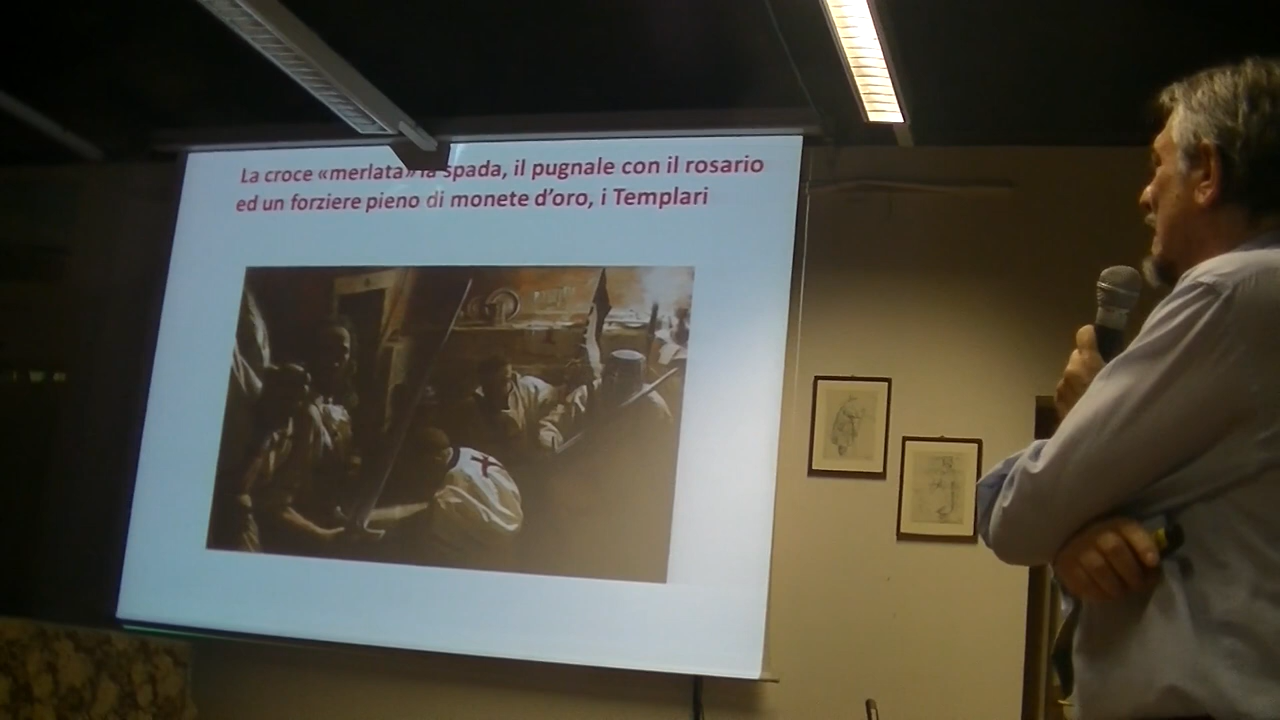 La croce «merlata» la spada, il pugnale con il rosario
ed un forziere pieno di monete d'oro, i Templari